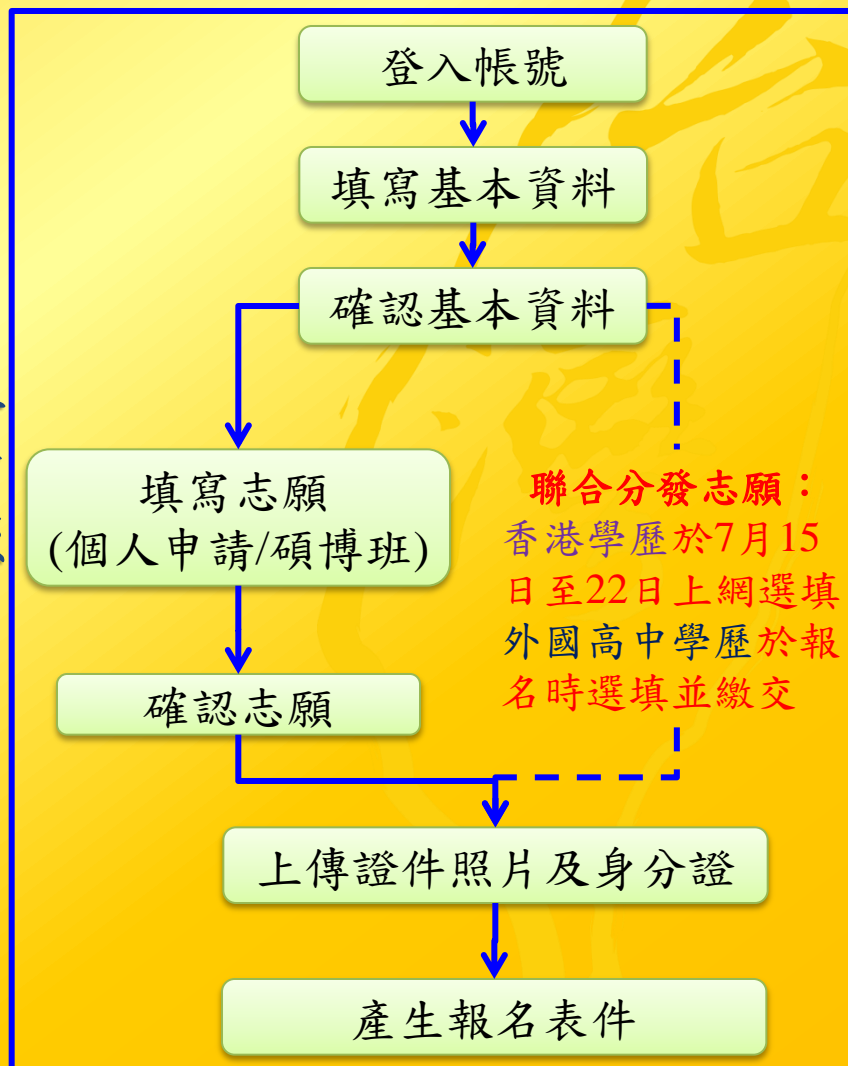 登入帳號
填寫基本資料
確認基本資料
填寫志願
(個人申請/碩博班)
聯合分發志願：
香港學歷於7月15
日至22日上網選填
外國高中學歷於報
名時選填並繳交
確認志願
上傳證件照片及身分證
產生報名表件